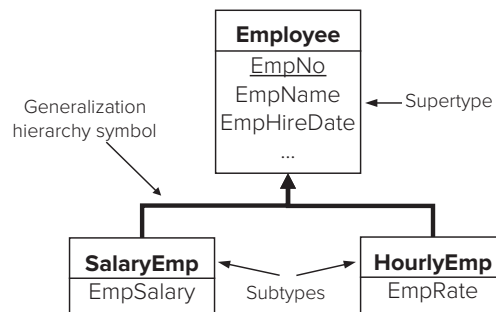 Employee
EmpNo
EmpName
EmpHireDate
...
Generalization
hierarchy symbol
Supertype
SalaryEmp
EmpSalary
Subtypes
HourlyEmp
EmpRate